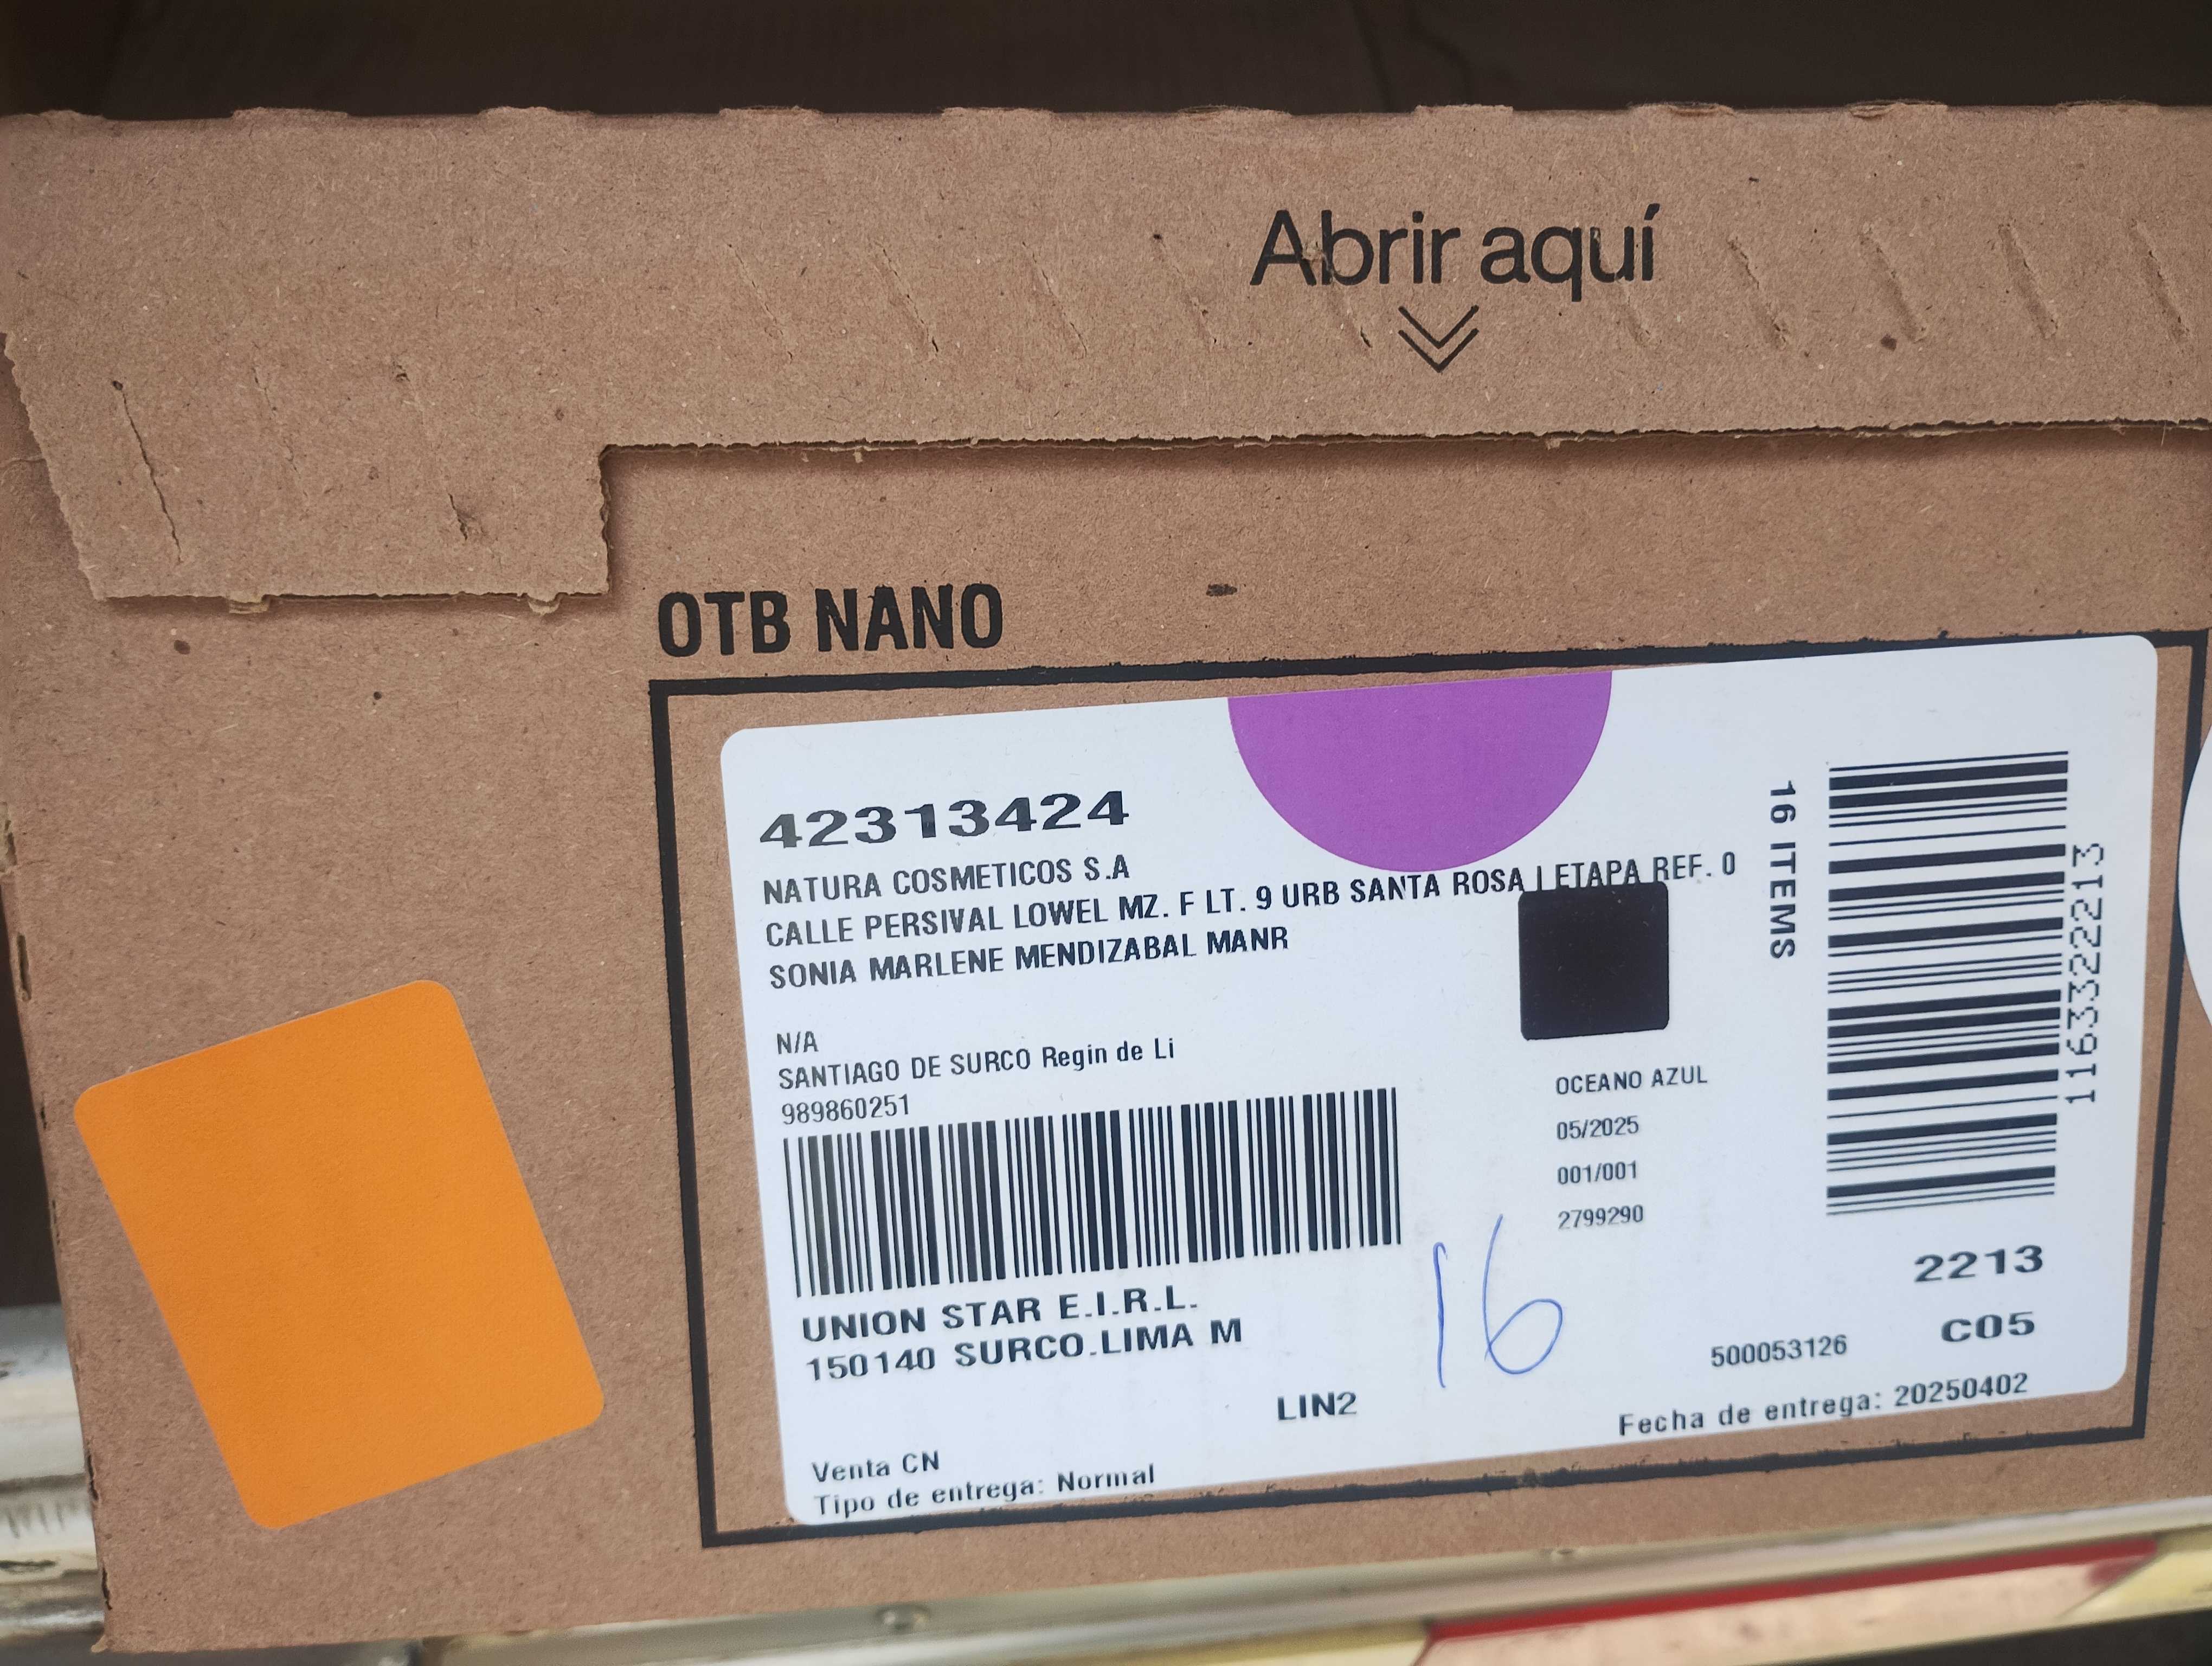 Abrir aquí
OTB NANO
42313424
NATURA COSMETICOS S.A
CALLE PERSIVAL LOWEL MZ. F LT. 9 URB SANTA ROSA I ETAPA REF. 0
SONIA MARLENE MENDIZABAL MANR
N/A
SANTIAGO DE SURCO Regin de Li
989860251
UNION STAR E.I.R.L.
150140 SURCO.LIMA M
LIN2
Venta CN
Tipo de entrega: Normal
16 ITEMS
1163322213
OCEANO AZUL
05/2025
001/001
2799290
16
2213
C05
500053126
Fecha de entrega: 20250402